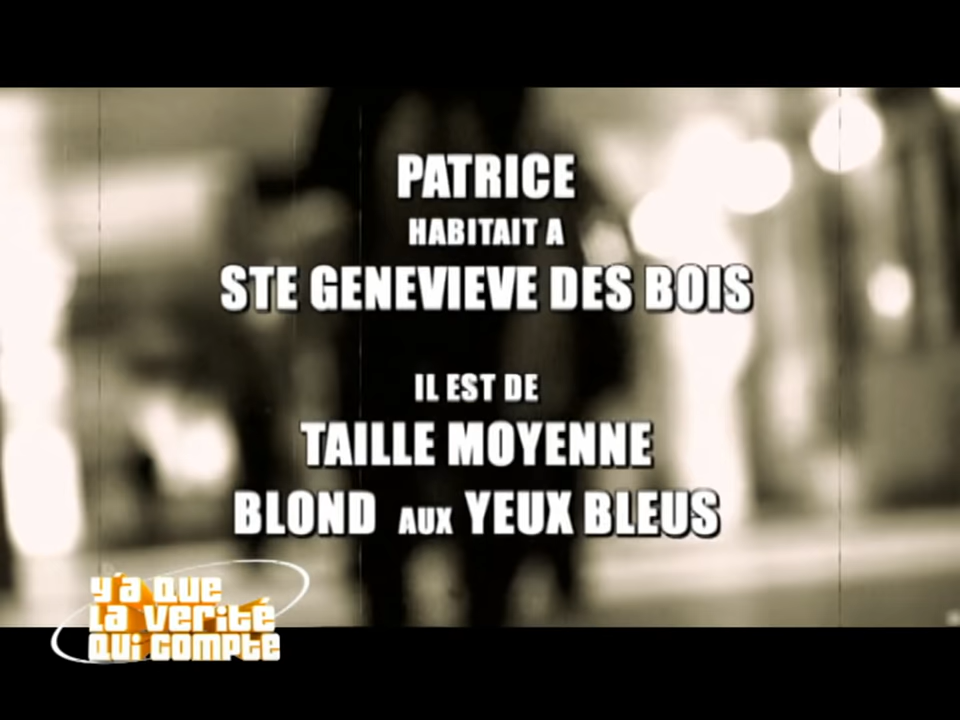 PATRICE
HABITAIT A
STE GENEVIEVE DES BOIS
IL EST DE
TAILLE MOYENNE
BLOND AUX YEUX BLEUS
y'a que
la verité
qui compte